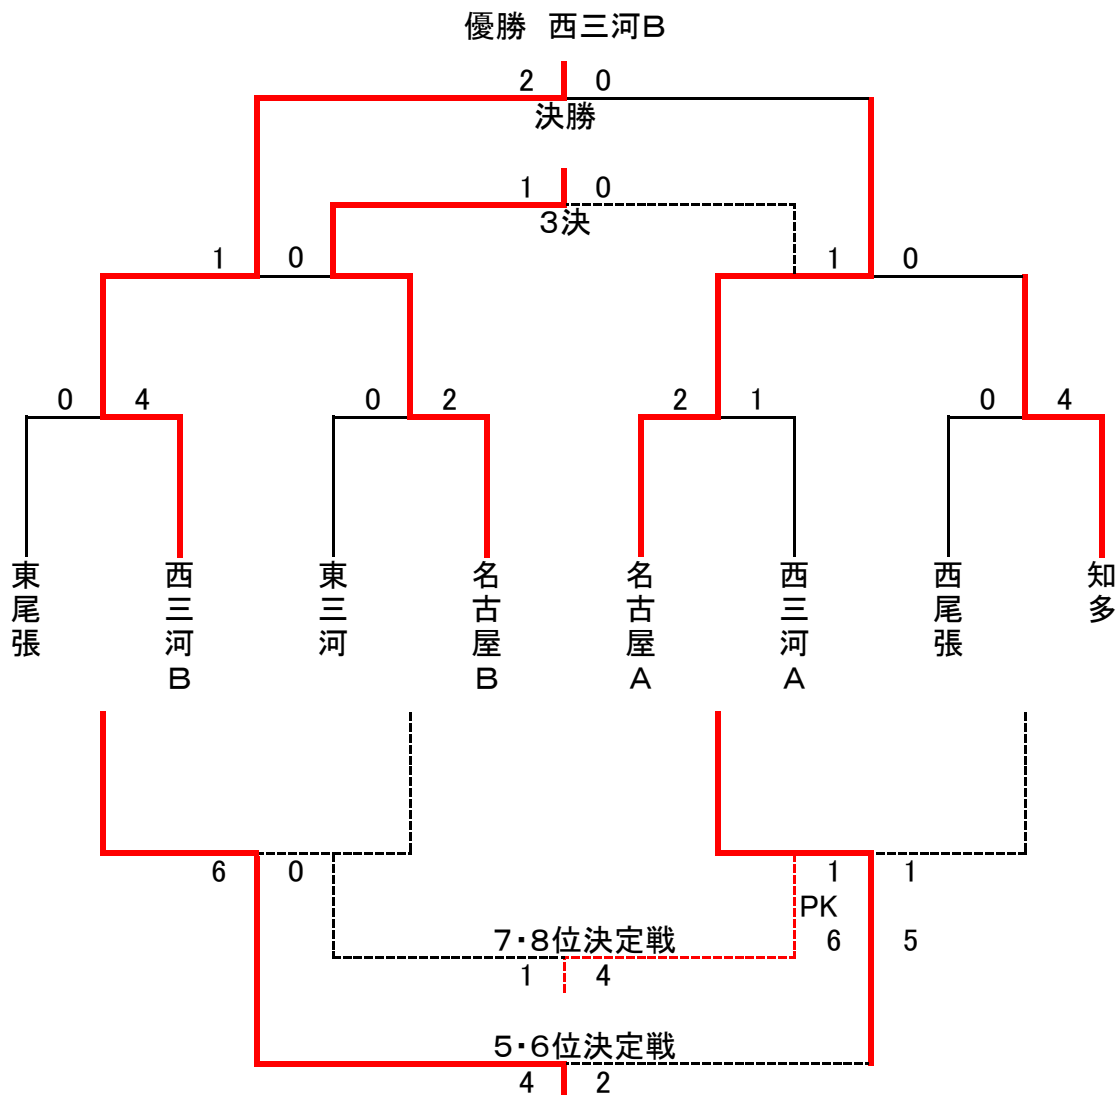 優勝 西三河Ｂ
2 0
決勝
1 0
３決
1 0 1 0
0 4 0 2 2 1 0 4
東尾張
西三河Ｂ
東三河
名古屋Ｂ
名古屋Ａ
西三河Ａ
西尾張
知多
6 0 1 1
PK
6 5
７・８位決定戦
1 4
５・６位決定戦
4 2